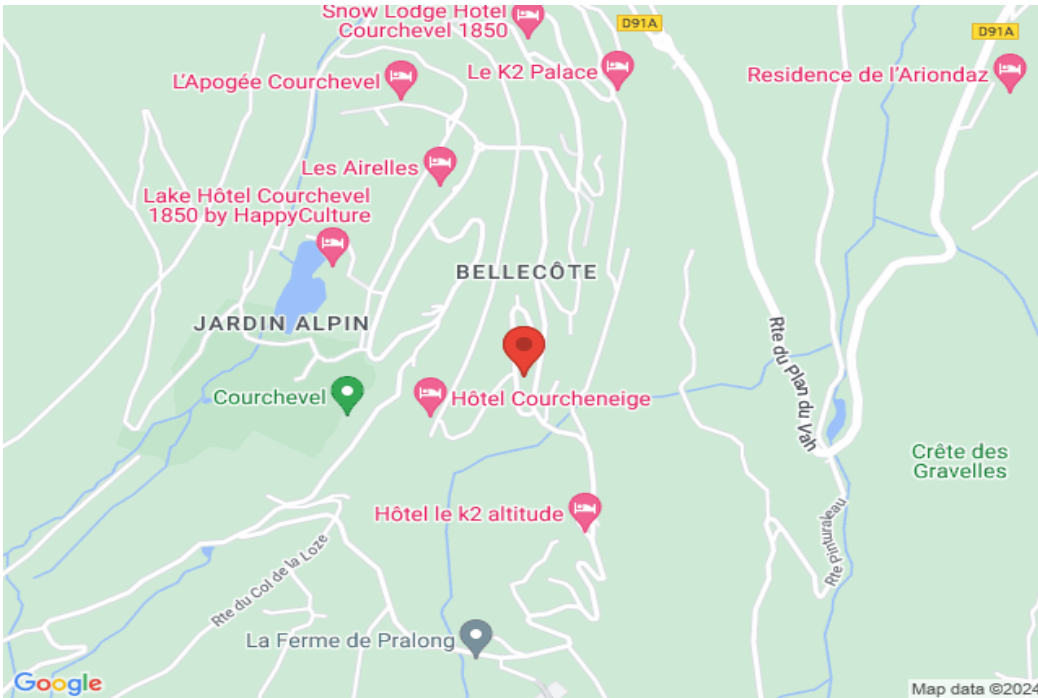 Snow Lodge Hotel
Courchevel 1850
D91A
D91A
L'Apogée Courchevel
Le K2 Palace
Residence de l'Ariondaz
Les Airelles
Lake Hôtel Courchevel
1850 by HappyCulture
BELLECÔTE
JARDIN ALPIN
Rte du Plan du Vah
Courchevel
Hôtel Courcheneige
Crête des
Gravelles
Hôtel le k2 altitude
Rte pinturaleau
Rte du Col de la Loze
La Ferme de Pralong
Google
Map data ©2024